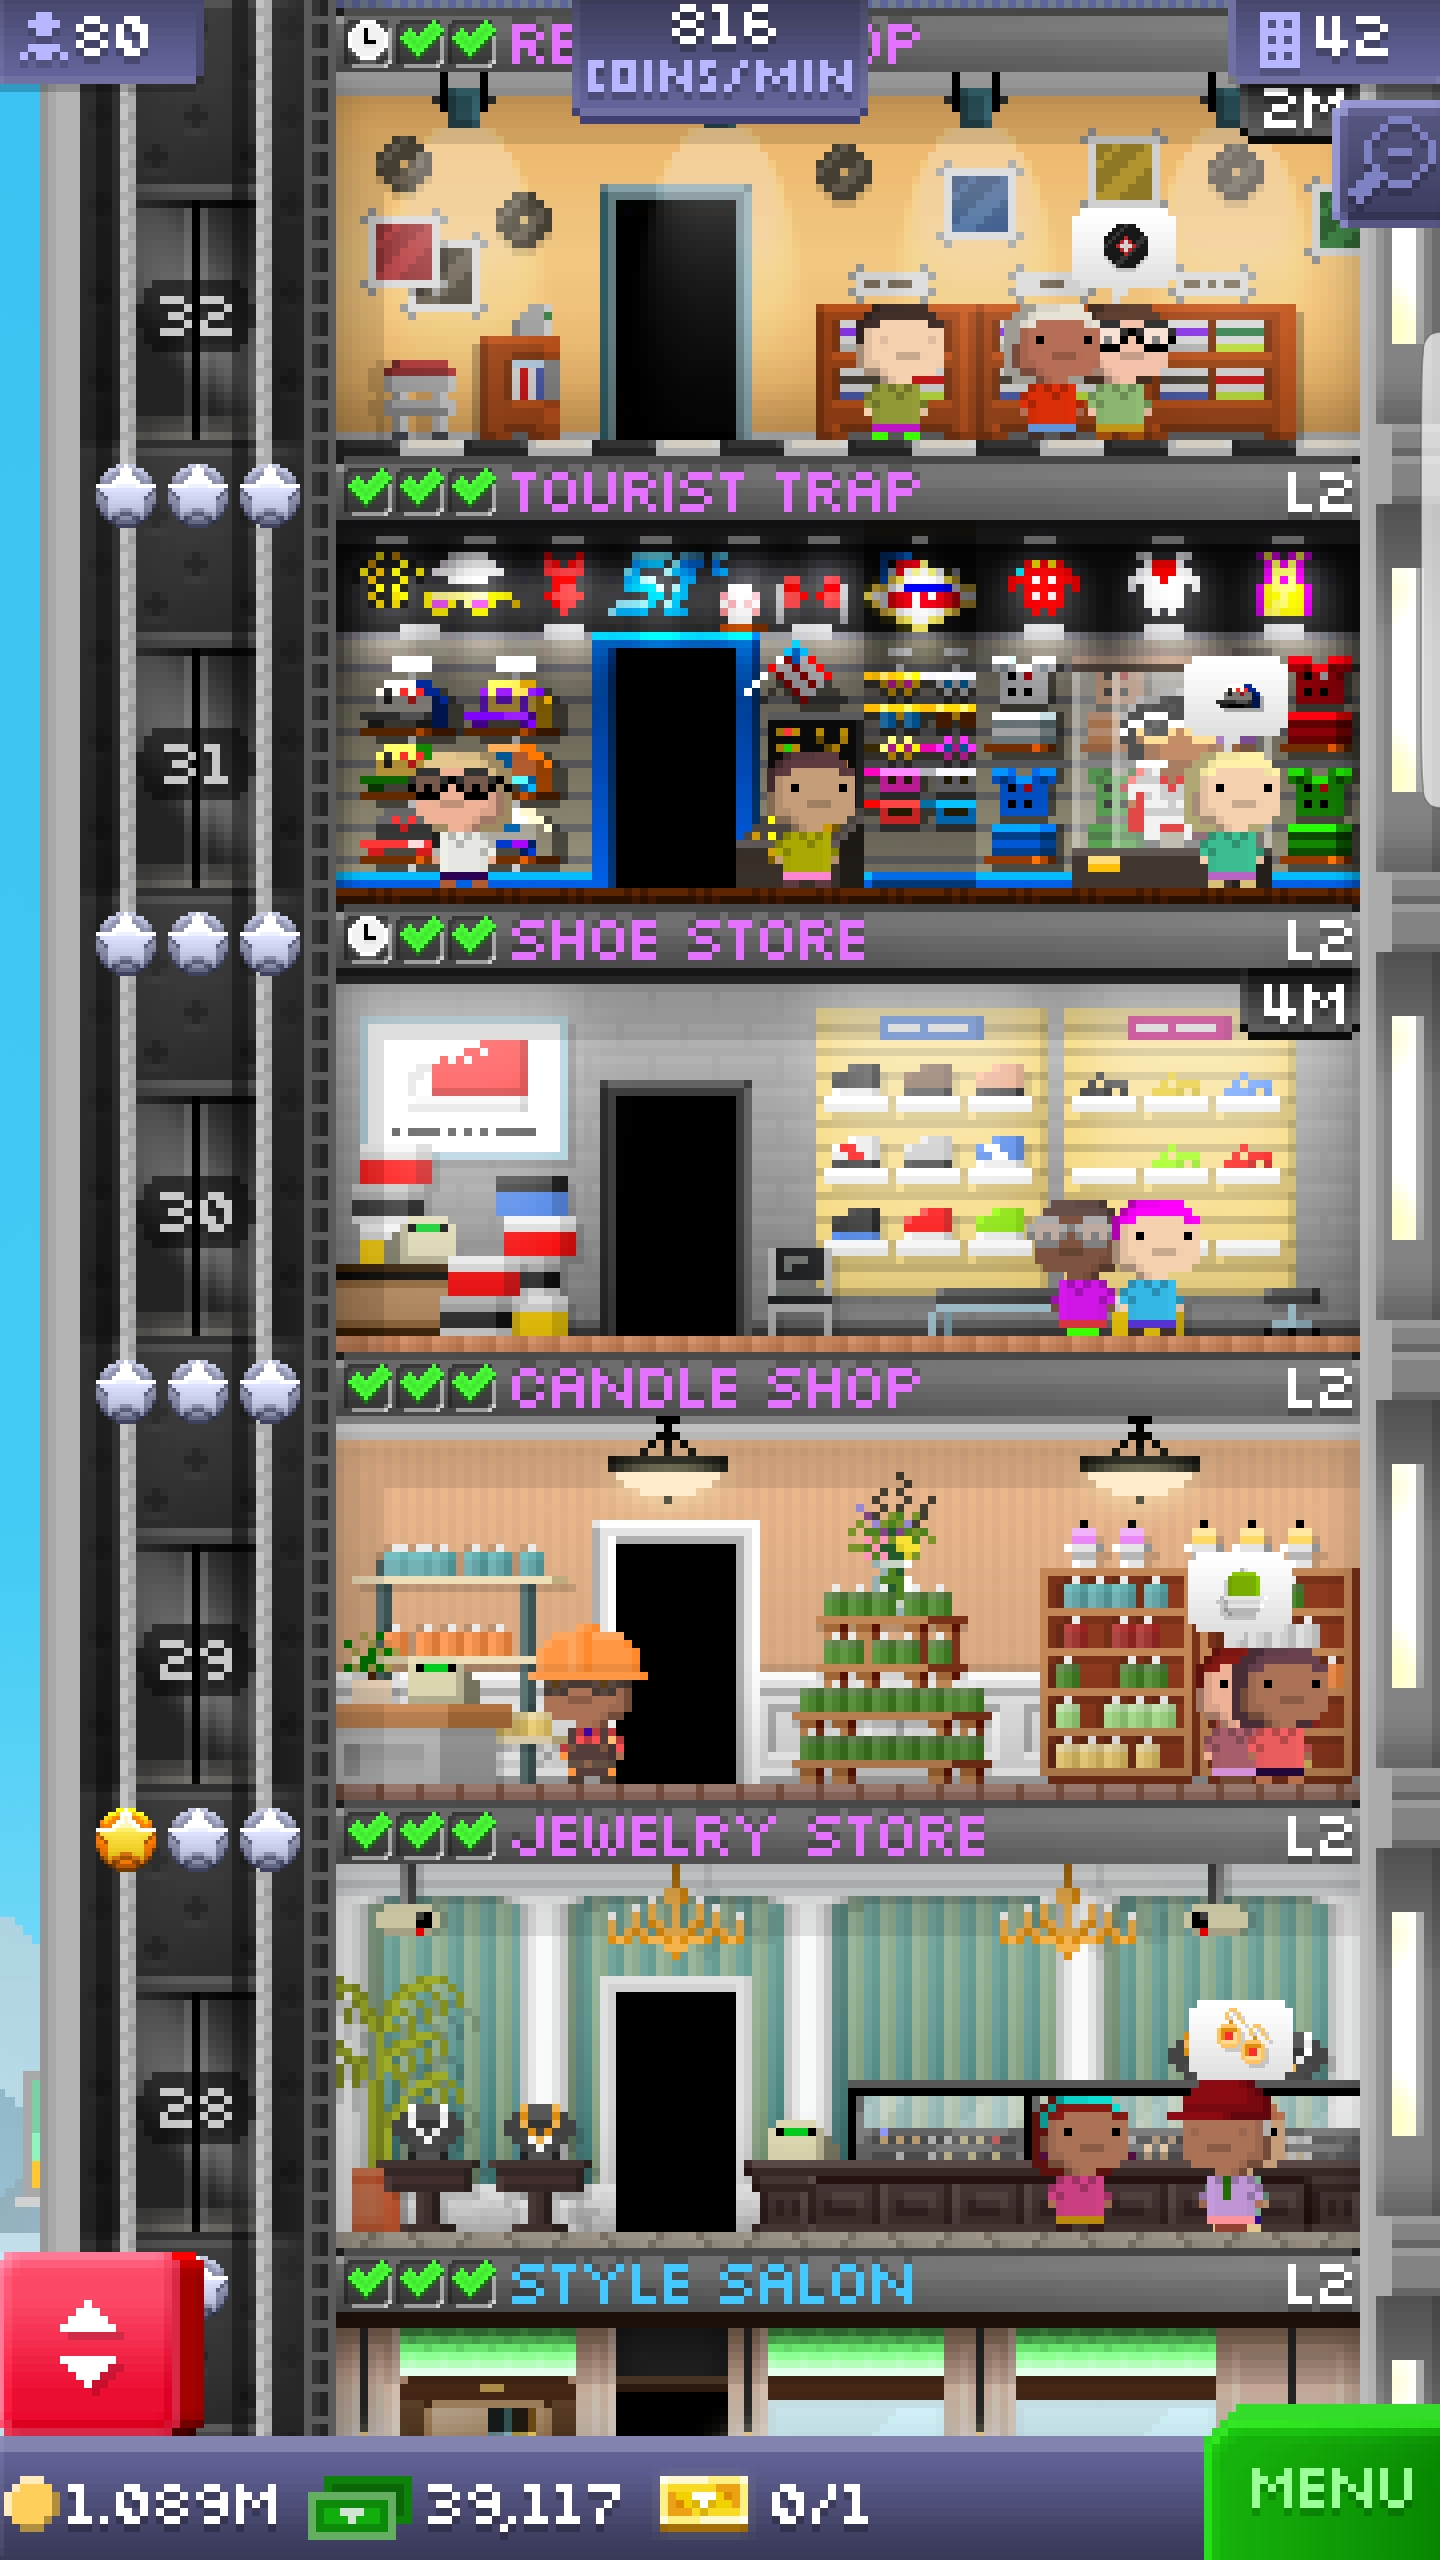 80
816
COINS/MIN
42
RE
OP
2M
32
TOURIST TRAP
L2
31
SHOE STORE
L2
4M
30
CANDLE SHOP
L2
29
JEWELRY STORE
L2
28
STYLE SALON
L2
1.089M
39,117
0/1
MENU